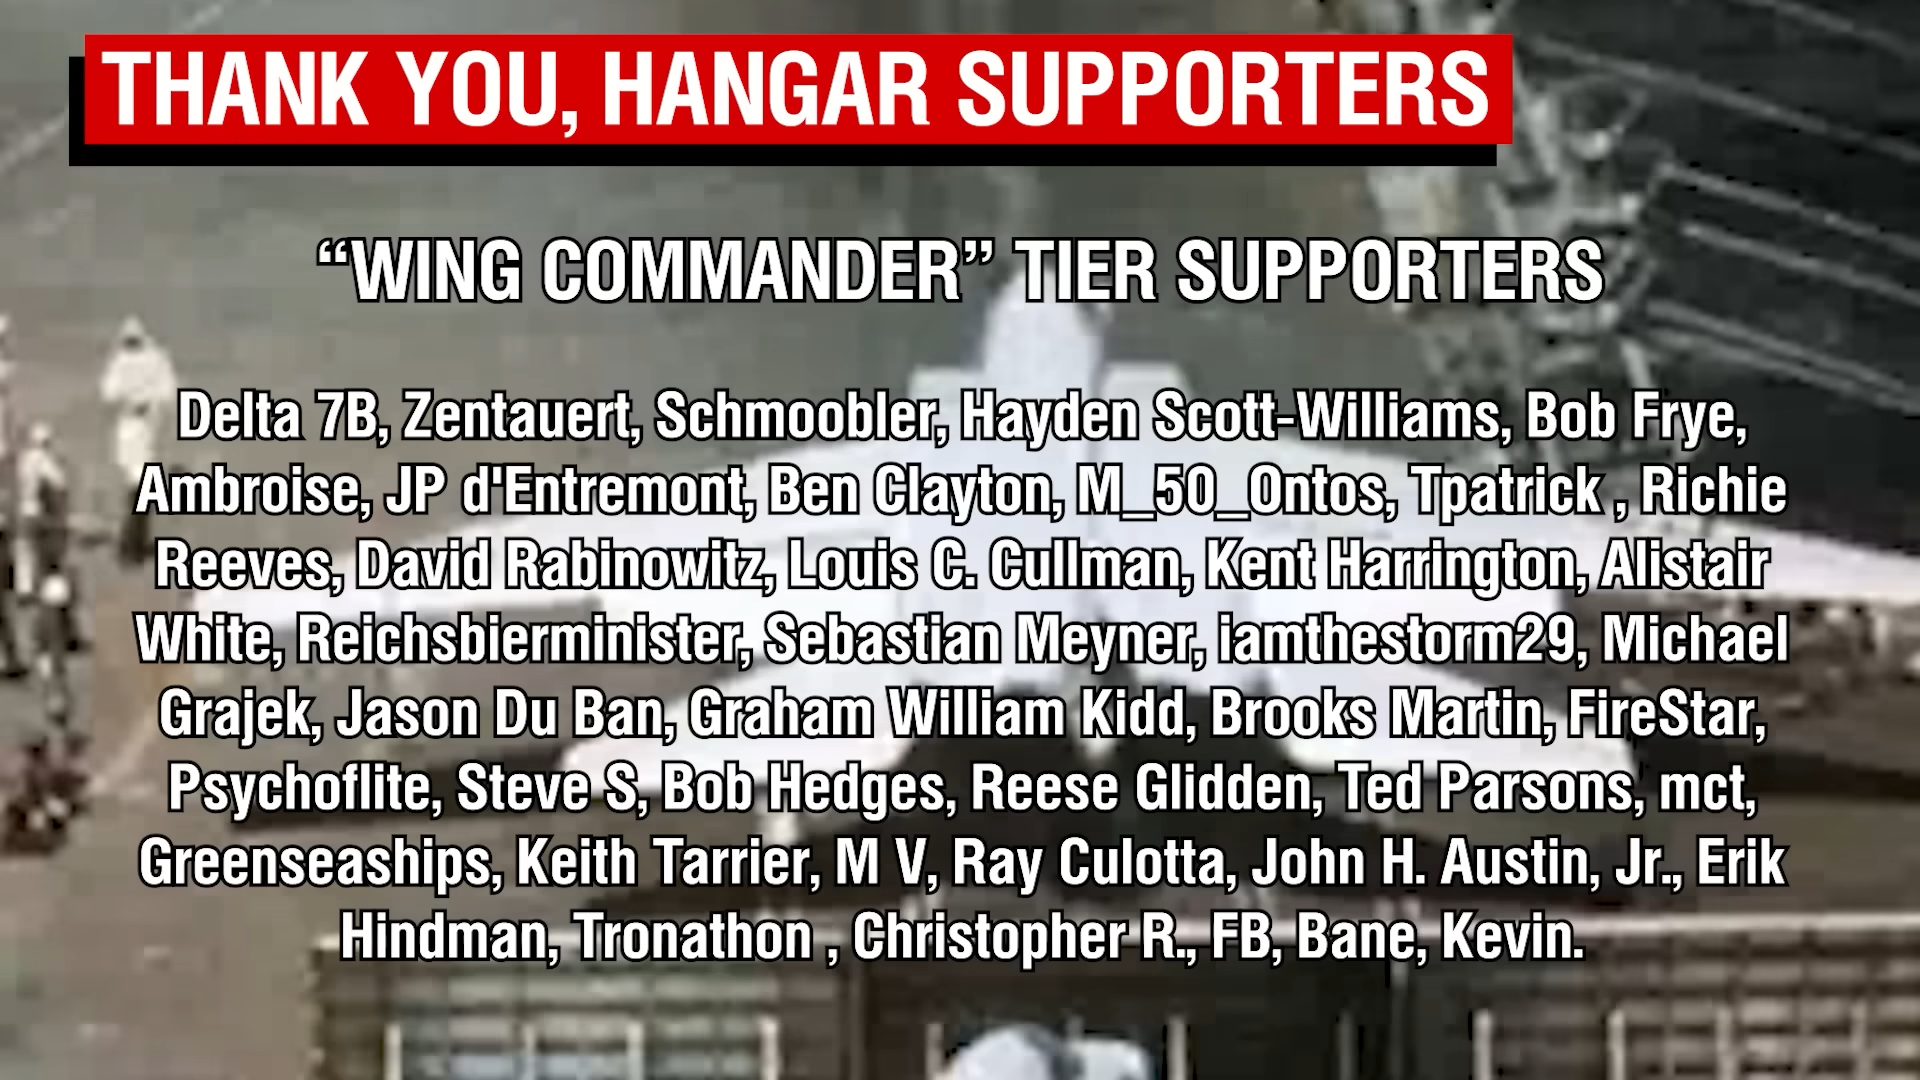 THANK YOU, HANGAR SUPPORTERS
“WING COMMANDER” TIER SUPPORTERS
Delta 7B, Zentauert, Schmoobler, Hayden Scott-Williams, Bob Frye,
Ambroise, JP d'Entremont, Ben Clayton, M_50_Ontos, Tpatrick , Richie
Reeves, David Rabinowitz, Louis C. Cullman, Kent Harrington, Alistair
White, Reichsbierminister, Sebastian Meyner, iamthestorm29, Michael
Grajek, Jason Du Ban, Graham William Kidd, Brooks Martin, FireStar,
Psychoflite, Steve S, Bob Hedges, Reese Glidden, Ted Parsons, mct,
Greenseaships, Keith Tarrier, M V, Ray Culotta, John H. Austin, Jr., Erik
Hindman, Tronathon , Christopher R., FB, Bane, Kevin.